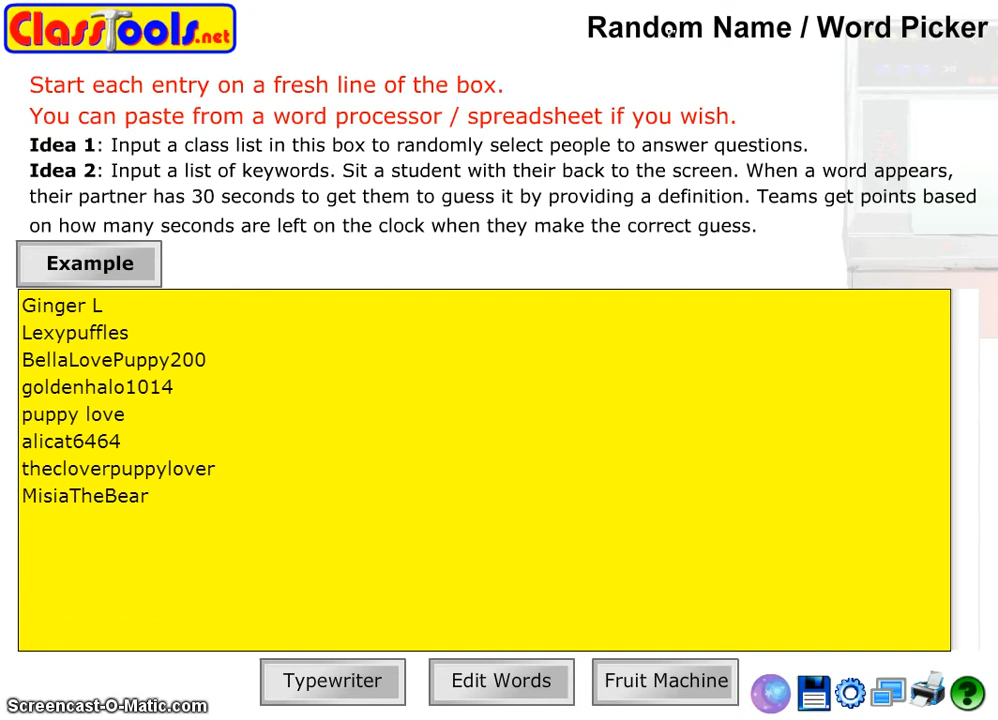 ClassTools.net
Random Name / Word Picker
Start each entry on a fresh line of the box.
You can paste from a word processor / spreadsheet if you wish.
Idea 1: Input a class list in this box to randomly select people to answer questions.
Idea 2: Input a list of keywords. Sit a student with their back to the screen. When a word appears,
their partner has 30 seconds to get them to guess it by providing a definition. Teams get points based
on how many seconds are left on the clock when they make the correct guess.
Example
Ginger L
Lexypuffles
BellaLovePuppy200
goldenhalo1014
puppy love
alicat6464
thecloverpuppylover
MisiaTheBear
Typewriter
Edit Words
Fruit Machine
?
Screencast-O-Matic.com